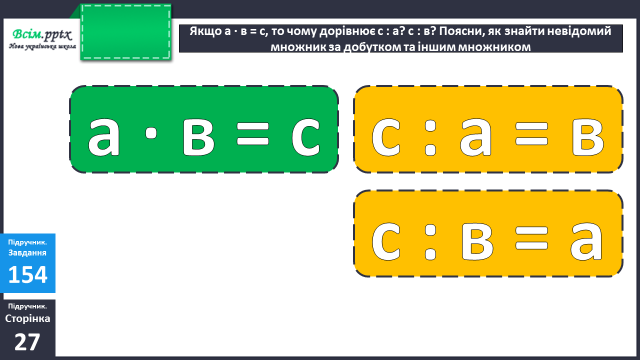 Всім.pptx
Нова українська школа
Якщо а · в = с, то чому дорівнює с : а? с : в? Поясни, як знайти невідомий
множник за добутком та іншим множником
а · в = с
с : а = в
с : в = а
Підручник.
Завдання
154
Підручник.
Сторінка
27